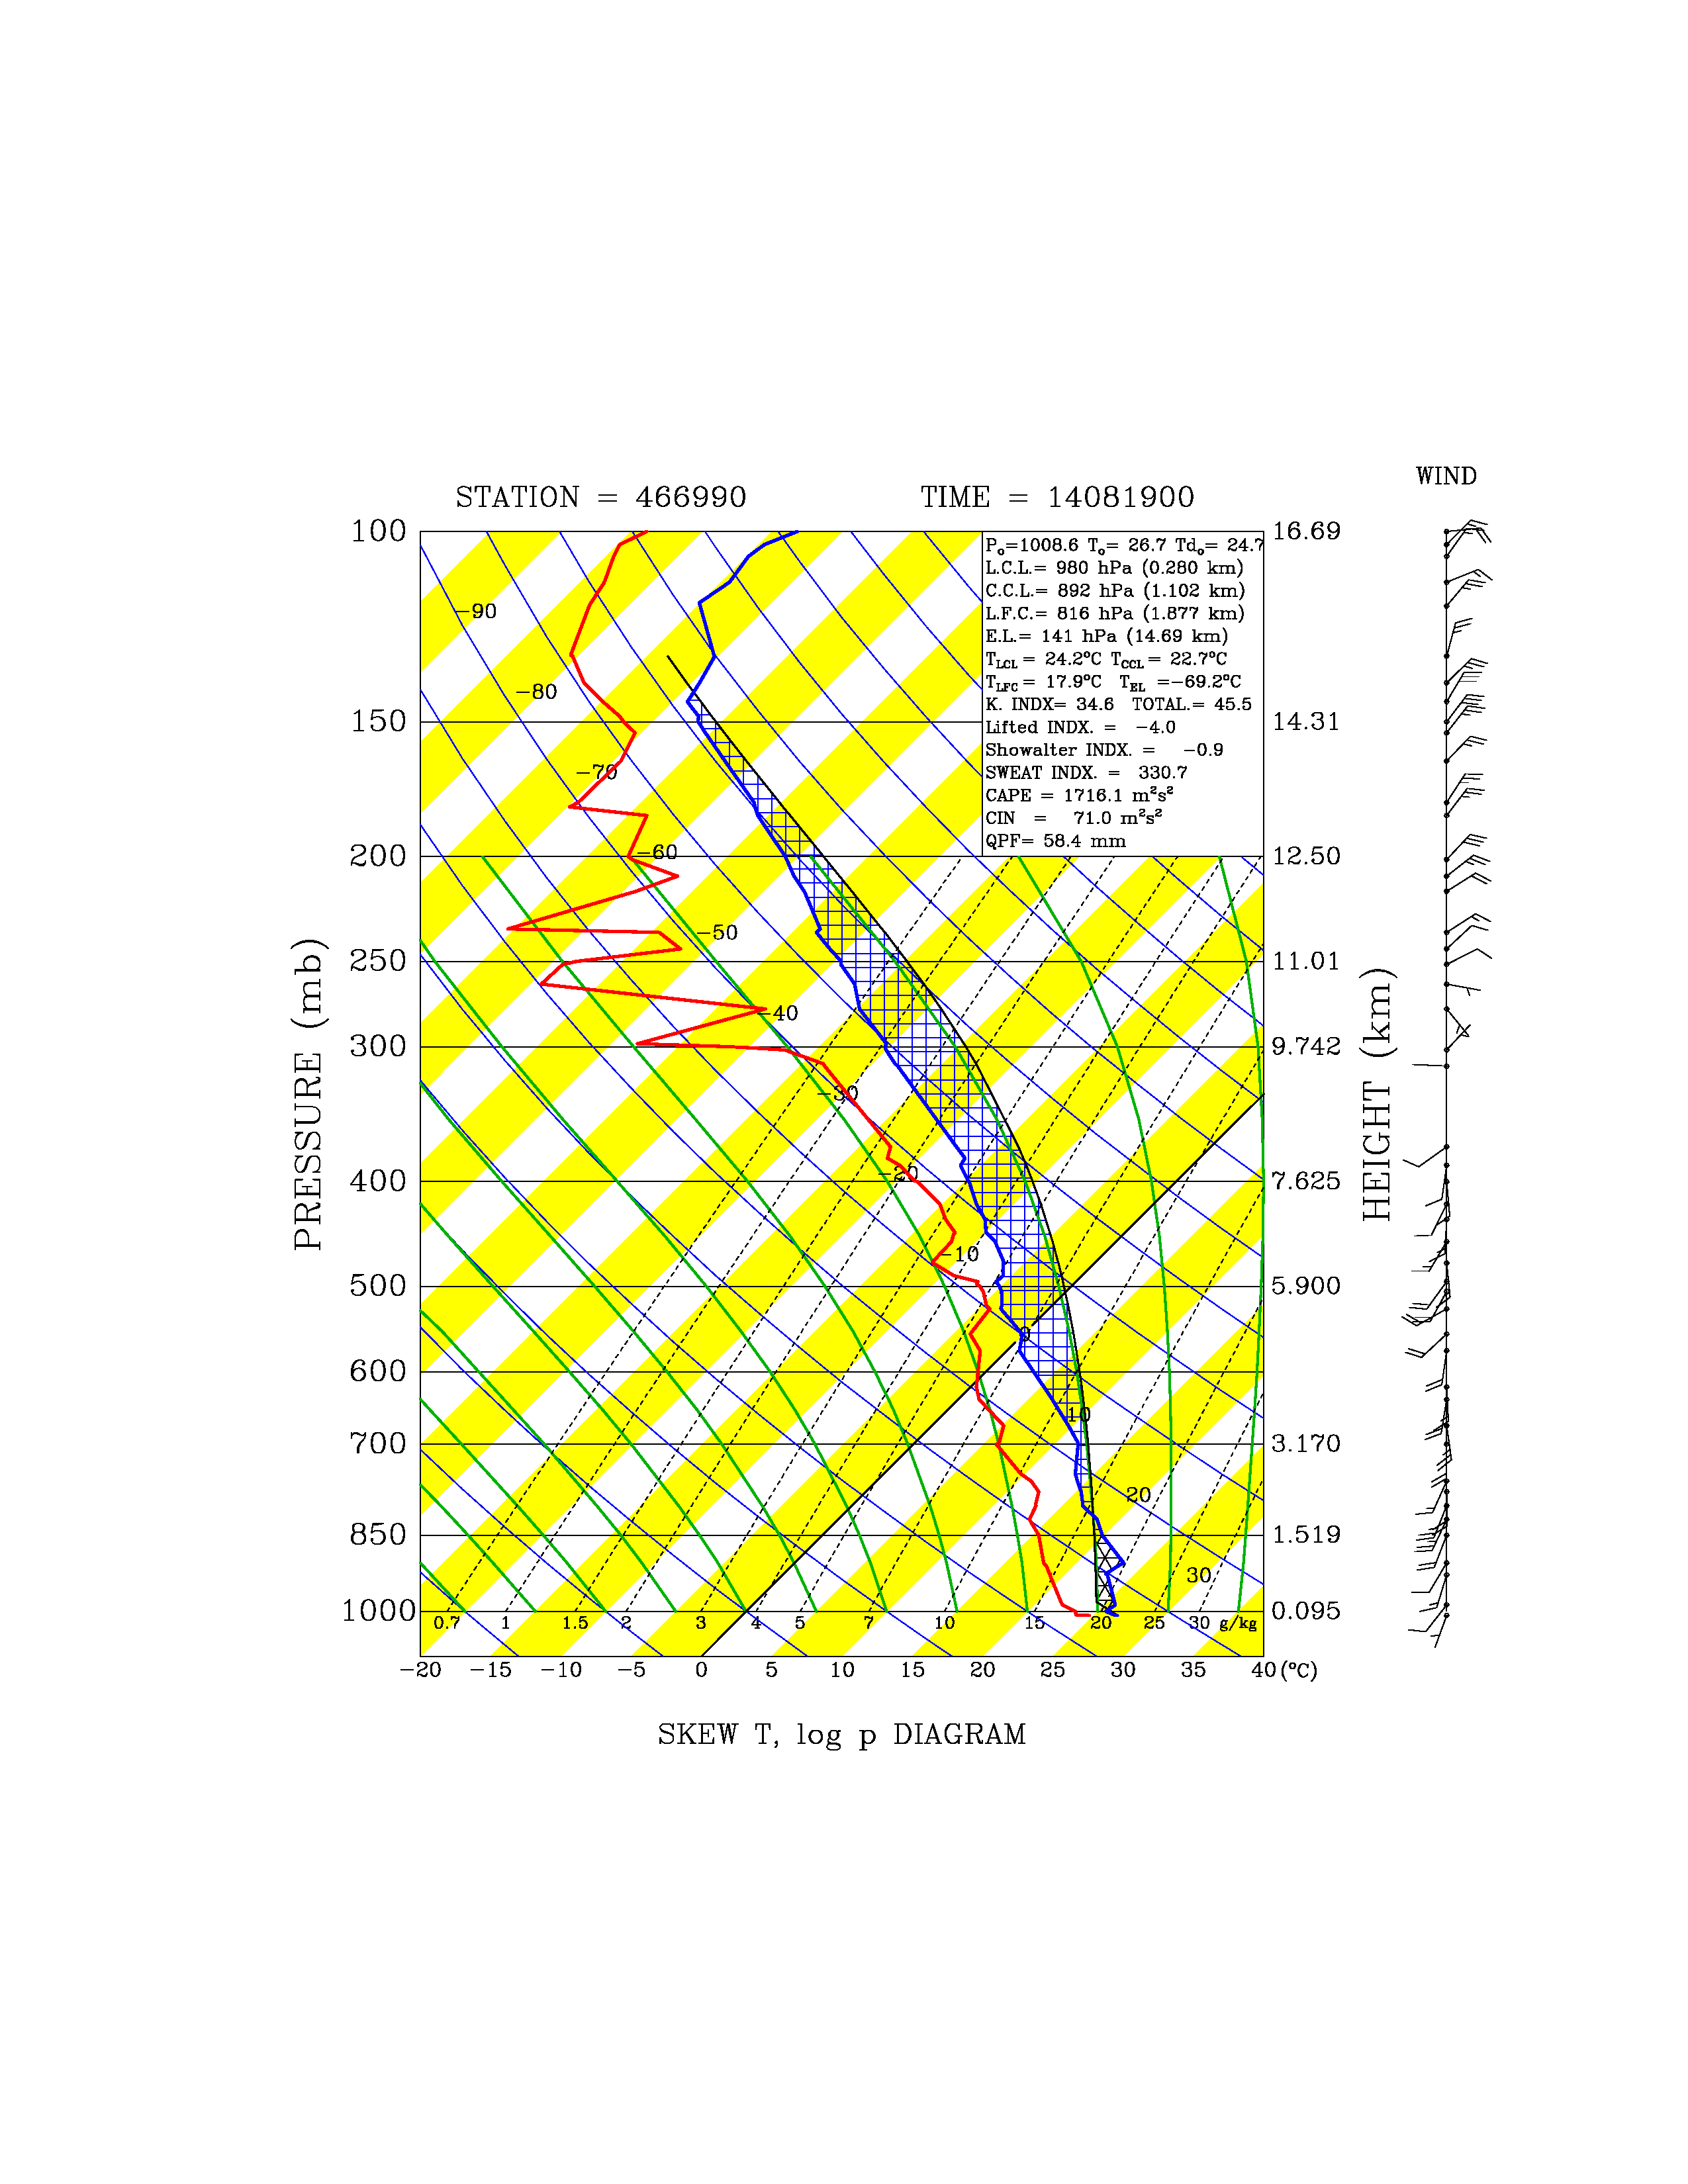 WIND
STATION = 466990 TIME = 14081900
P₀=1008.6 T₀= 26.7 Td₀= 24.7
L.C.L.= 980 hPa (0.280 km)
C.C.L.= 892 hPa (1.102 km)
L.F.C.= 816 hPa (1.877 km)
E.L.= 141 hPa (14.69 km)
T_LCL = 24.2°C T_CCL = 22.7°C
T_LFC = 17.9°C T_EL =-69.2°C
K. INDX= 34.6 TOTAL.= 45.5
Lifted INDX. = -4.0
Showalter INDX. = -0.9
SWEAT INDX. = 330.7
CAPE = 1716.1 m²s²
CIN = 71.0 m²s²
QPF= 58.4 mm
PRESSURE (mb)
HEIGHT (km)
100 16.69
-90
-80
150 14.31
-70
200 -60 12.50
-50
250 11.01
-40
300 9.742
-30
-20
400 7.625
-10
500 5.900
0
600
10
700 3.170
20
850 1.519
30
1000 0.095
0.7 1 1.5 2 3 4 5 7 10 15 20 25 30 g/kg
-20 -15 -10 -5 0 5 10 15 20 25 30 35 40 (°C)
SKEW T, log p DIAGRAM